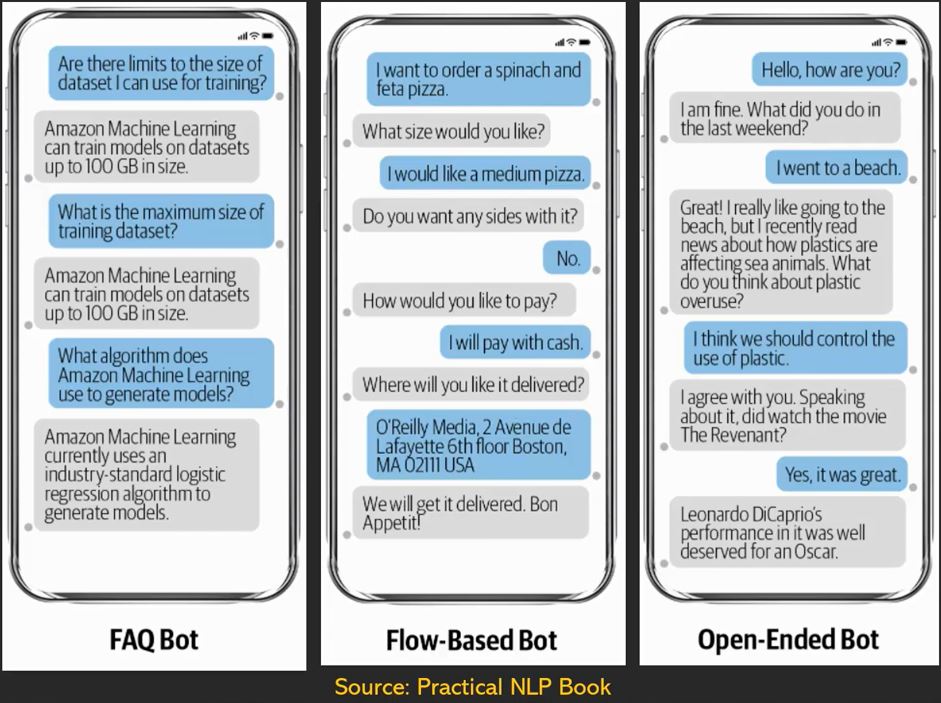 Are there limits to the size of
dataset I can use for training?
Amazon Machine Learning
can train models on datasets
up to 100 GB in size.
What is the maximum size of
training dataset?
Amazon Machine Learning
can train models on datasets
up to 100 GB in size.
What algorithm does
Amazon Machine Learning
use to generate models?
Amazon Machine Learning
currently uses an
industry-standard logistic
regression algorithm to
generate models.
FAQ Bot
I want to order a spinach and
feta pizza.
What size would you like?
I would like a medium pizza.
Do you want any sides with it?
No.
How would you like to pay?
I will pay with cash.
Where will you like it delivered?
O'Reilly Media, 2 Avenue de
Lafayette 6th floor Boston,
MA 02111 USA
We will get it delivered. Bon
Appetit!
Flow-Based Bot
Hello, how are you?
I am fine. What did you do in
the last weekend?
I went to a beach.
Great! I really like going to the
beach, but I recently read
news about how plastics are
affecting sea animals. What
do you think about plastic
overuse?
I think we should control the
use of plastic.
I agree with you. Speaking
about it, did watch the movie
The Revenant?
Yes, it was great.
Leonardo DiCaprio's
performance in it was well
deserved for an Oscar.
Open-Ended Bot
Source: Practical NLP Book